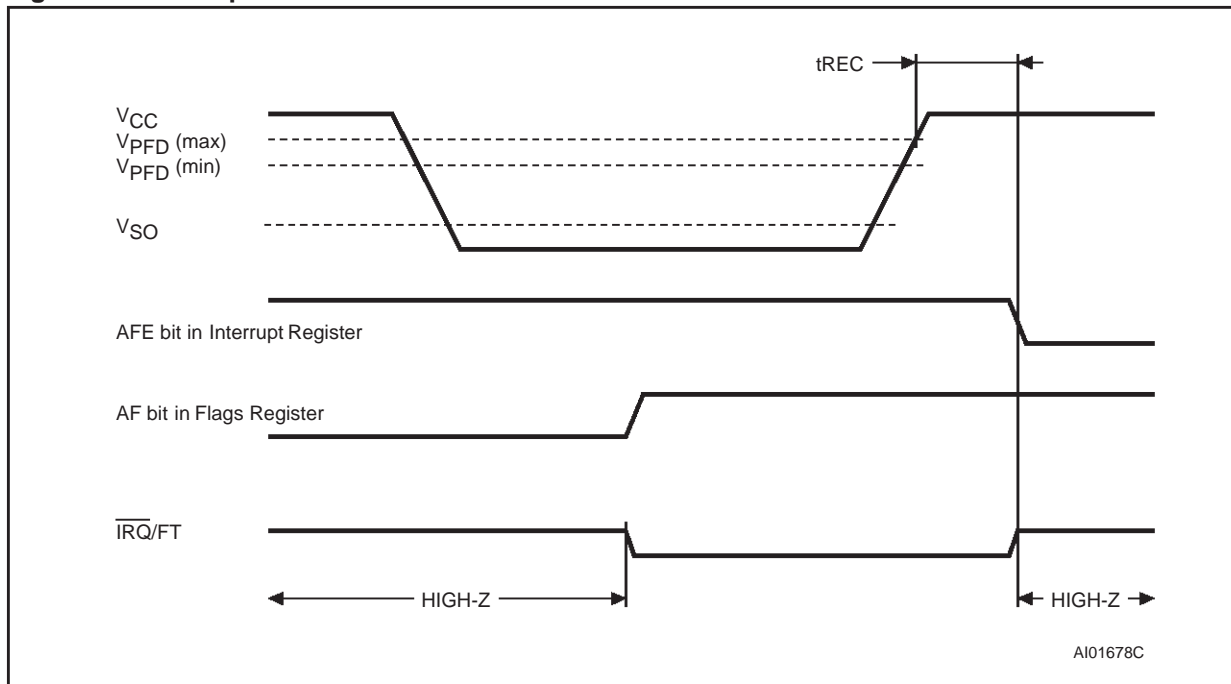 tREC
VCC
VPFD (max)
VPFD (min)
VSO
AFE bit in Interrupt Register
AF bit in Flags Register
IRQ/FT
HIGH-Z
HIGH-Z
AI01678C